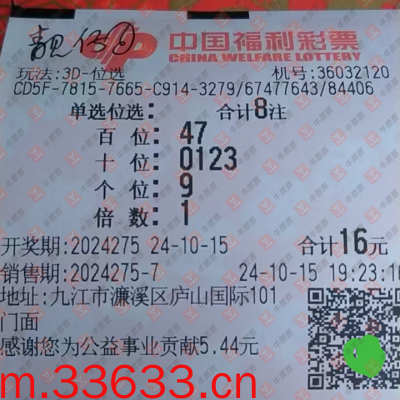 靓仔
中国福利彩票
CHINA WELFARE LOTTERY
玩法:3D-位选 机号:36032120
CD5F-7815-7665-C914-3279/67477643/84406
单选位选: 合计8注
百位:47
十位:0123
个位:9
倍数:1
开奖期:2024275 24-10-15 合计16元
销售期:2024275-7 24-10-15 19:23:16
地址:九江市濂溪区庐山国际101
门面
感谢您为公益事业贡献5.44元
m.33633.cn